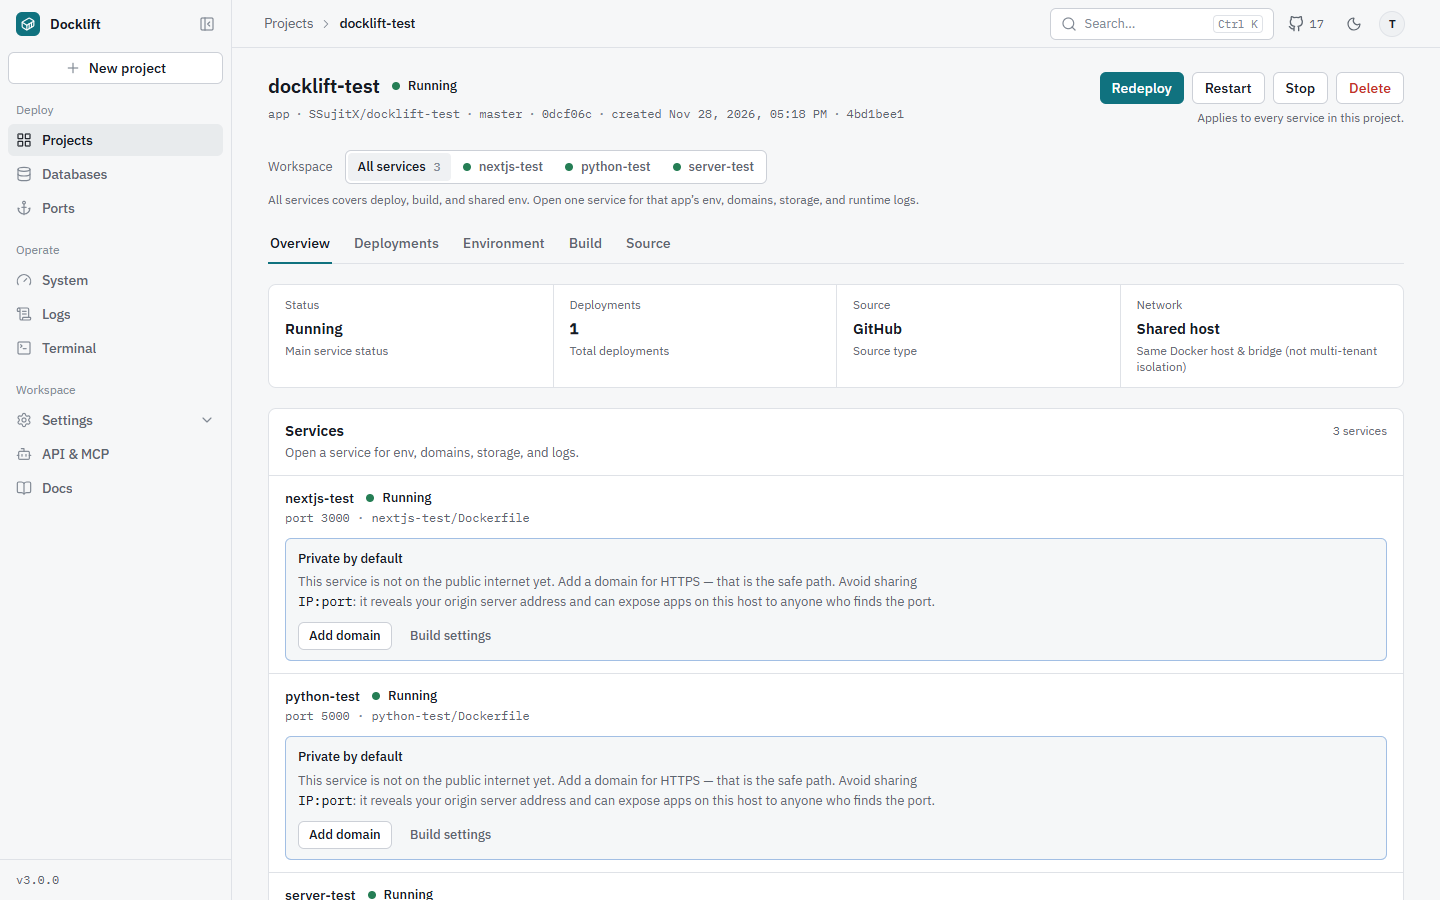 Docklift
New project
Deploy
Projects
Databases
Ports
Operate
System
Logs
Terminal
Workspace
Settings
API & MCP
Docs
v3.0.0
Projects > docklift-test
Search...
Ctrl K
17
T
docklift-test
Running
app · SSujitX/docklift-test · master · 0dcf06c · created Nov 28, 2026, 05:18 PM · 4bd1bee1
Redeploy
Restart
Stop
Delete
Applies to every service in this project.
Workspace
All services 3
nextjs-test
python-test
server-test
All services covers deploy, build, and shared env. Open one service for that app's env, domains, storage, and runtime logs.
Overview
Deployments
Environment
Build
Source
Status
Running
Main service status
Deployments
1
Total deployments
Source
GitHub
Source type
Network
Shared host
Same Docker host & bridge (not multi-tenant
isolation)
Services
3 services
Open a service for env, domains, storage, and logs.
nextjs-test
Running
port 3000 · nextjs-test/Dockerfile
Private by default
This service is not on the public internet yet. Add a domain for HTTPS — that is the safe path. Avoid sharing
IP:port: it reveals your origin server address and can expose apps on this host to anyone who finds the port.
Add domain
Build settings
python-test
Running
port 5000 · python-test/Dockerfile
Private by default
This service is not on the public internet yet. Add a domain for HTTPS — that is the safe path. Avoid sharing
IP:port: it reveals your origin server address and can expose apps on this host to anyone who finds the port.
Add domain
Build settings
server-test
Running